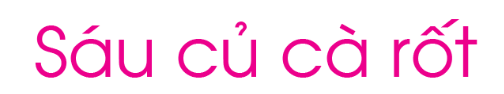 Sáu củ cà rốt